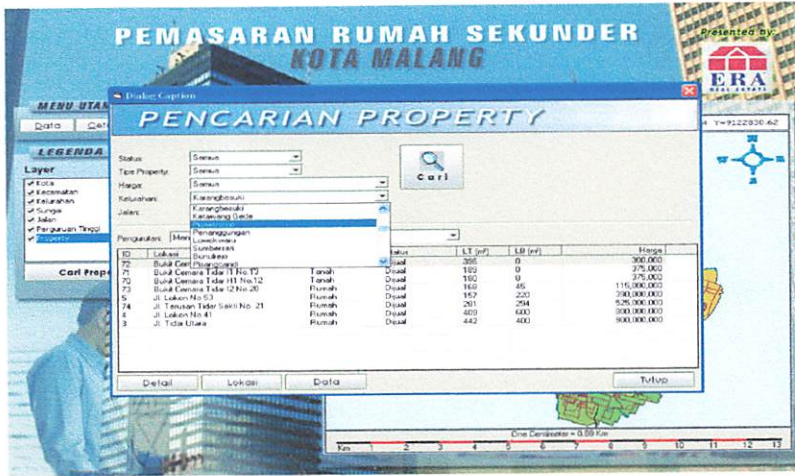 PEMASARAN RUMAH SEKUNDER
KOTA MALANG
Presented by:
ERA
REAL ESTATE
MENU UTAM
Data
Y=9122830.62
LEGENDA
Layer
Kota
Kecamatan
Kelurahan
Sungai
Jalan
Perguruan Tinggi
Property
Cari Prope
Dialog Caption
PENCARIAN PROPERTY
Status: Semua
Tipe Property: Semua
Harga: Semua
Kelurahan: Karangbesuki
Jalan:
Cari
Karangbesuki
Ketawang Gede
Penanggungan
Lowokwaru
Sumbersari
Bunulrejo
Pengurutan:
ID Lokasi Status LT (m²) LB (m²) Harga
72 Bukit Cem Dijual 366 0 300,000
71 Bukit Cemara Tidar I1 No.13 Tanah Dijual 189 0 375,000
70 Bukit Cemara Tidar H1 No.12 Tanah Dijual 180 0 375,000
73 Bukit Cemara Tidar I2 No.20 Rumah Dijual 168 45 115,000,000
5 Jl. Lokon No 53 Rumah Dijual 157 220 390,000,000
74 Jl. Terusan Tidar Sakti No. 21 Rumah Dijual 281 294 525,000,000
4 Jl. Lokon No 41 Rumah Dijual 409 600 800,000,000
3 Jl. Tidar Utara Rumah Dijual 442 400 900,000,000
Detail Lokasi Data Tutup
One Centimeter = 0.89 Km
Km 1 2 3 4 5 6 7 8 9 10 11 12 13